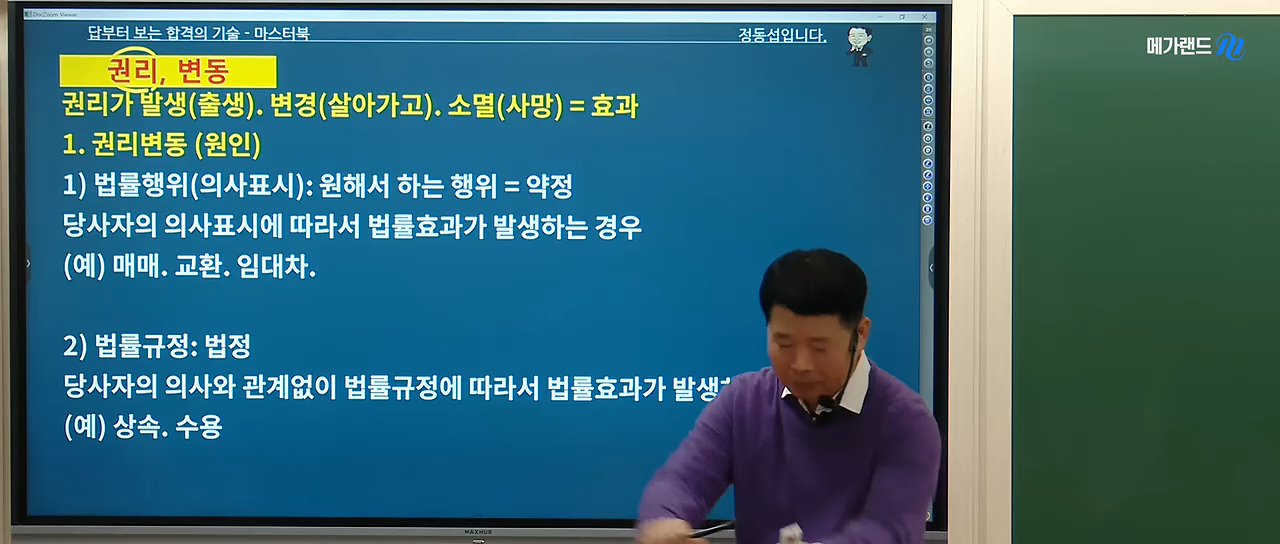 DocZoom Viewer
답부터 보는 합격의 기술 - 마스터북
정동섭입니다.
메가랜드
권리, 변동
권리가 발생(출생). 변경(살아가고). 소멸(사망) = 효과
1. 권리변동 (원인)
1) 법률행위(의사표시): 원해서 하는 행위 = 약정
당사자의 의사표시에 따라서 법률효과가 발생하는 경우
(예) 매매. 교환. 임대차.
2) 법률규정: 법정
당사자의 의사와 관계없이 법률규정에 따라서 법률효과가 발생
(예) 상속. 수용
MAXHUB